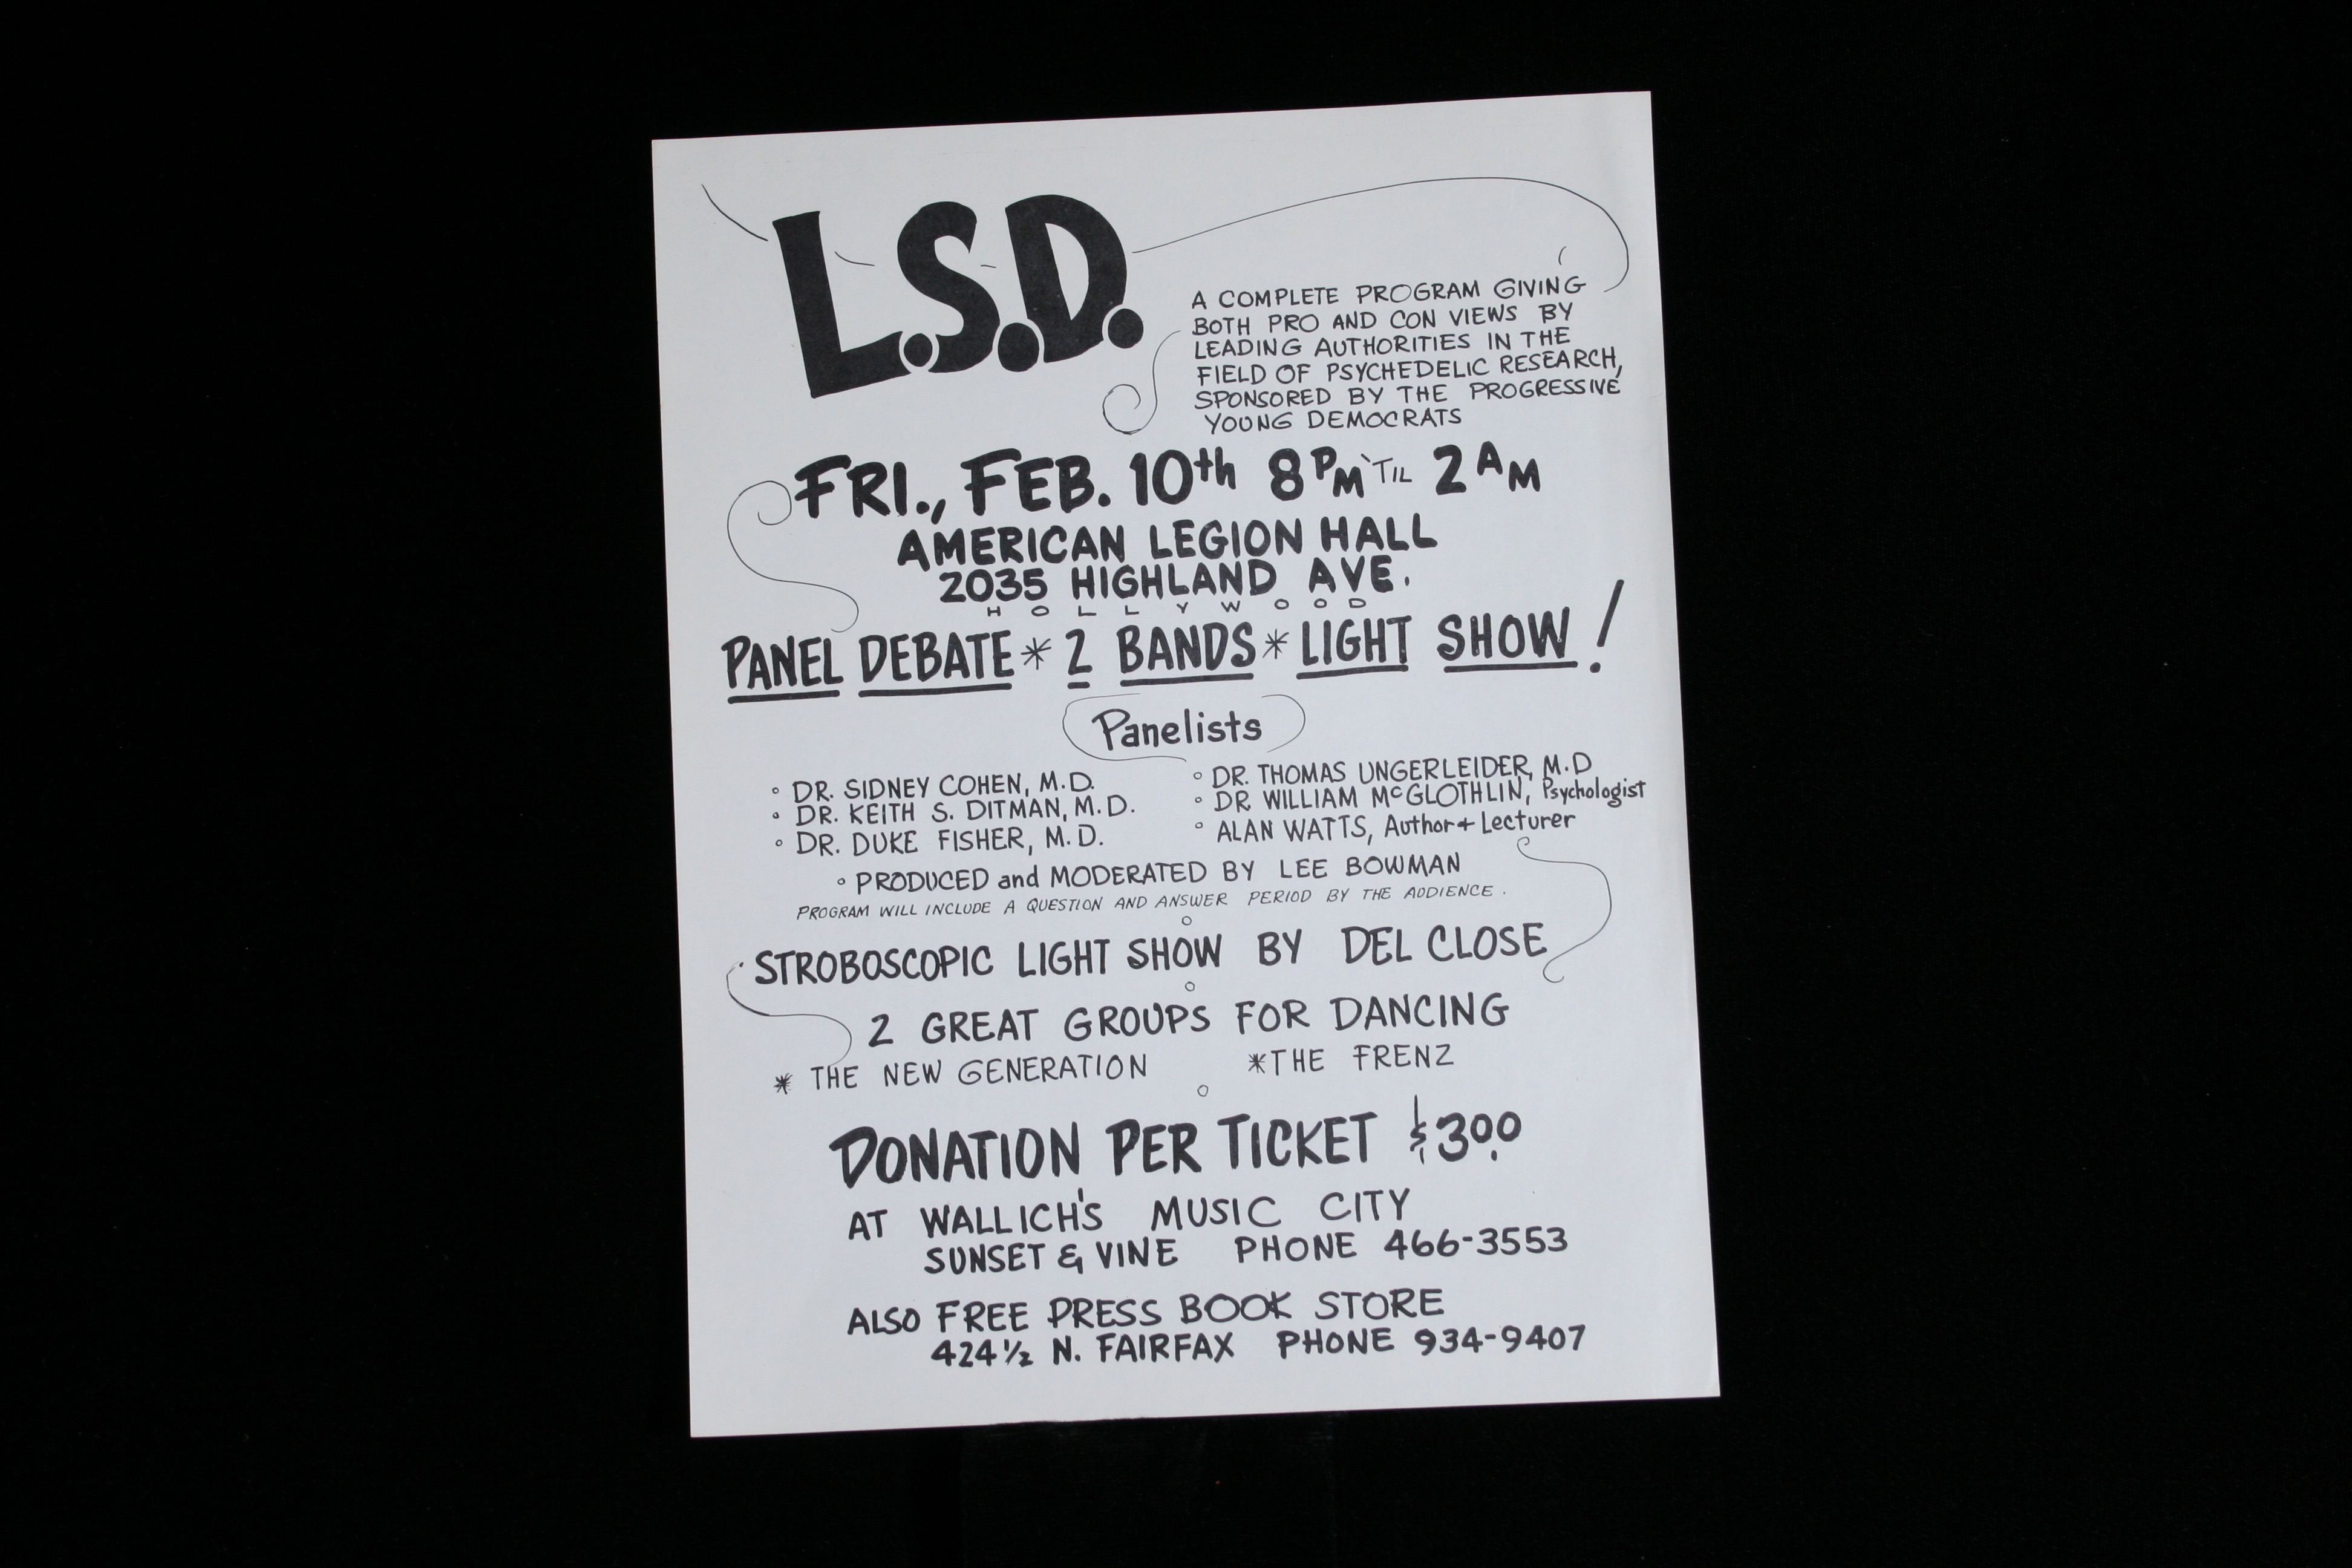 L.S.D.
A COMPLETE PROGRAM GIVING
BOTH PRO AND CON VIEWS BY
LEADING AUTHORITIES IN THE
FIELD OF PSYCHEDELIC RESEARCH,
SPONSORED BY THE PROGRESSIVE
YOUNG DEMOCRATS
FRI., FEB. 10th 8PM 'TIL 2AM
AMERICAN LEGION HALL
2035 HIGHLAND AVE.
HOLLYWOOD
PANEL DEBATE * 2 BANDS * LIGHT SHOW!
Panelists
° DR. SIDNEY COHEN, M.D.
° DR. KEITH S. DITMAN, M.D.
° DR. DUKE FISHER, M.D.
° DR. THOMAS UNGERLEIDER, M.D
° DR WILLIAM McGLOTHLIN, Psychologist
° ALAN WATTS, Author + Lecturer
° PRODUCED and MODERATED BY LEE BOWMAN
PROGRAM WILL INCLUDE A QUESTION AND ANSWER PERIOD BY THE AUDIENCE.
STROBOSCOPIC LIGHT SHOW BY DEL CLOSE
2 GREAT GROUPS FOR DANCING
* THE NEW GENERATION *THE FRENZ
DONATION PER TICKET $3.00
AT WALLICH'S MUSIC CITY
SUNSET & VINE PHONE 466-3553
ALSO FREE PRESS BOOK STORE
424 1/2 N. FAIRFAX PHONE 934-9407